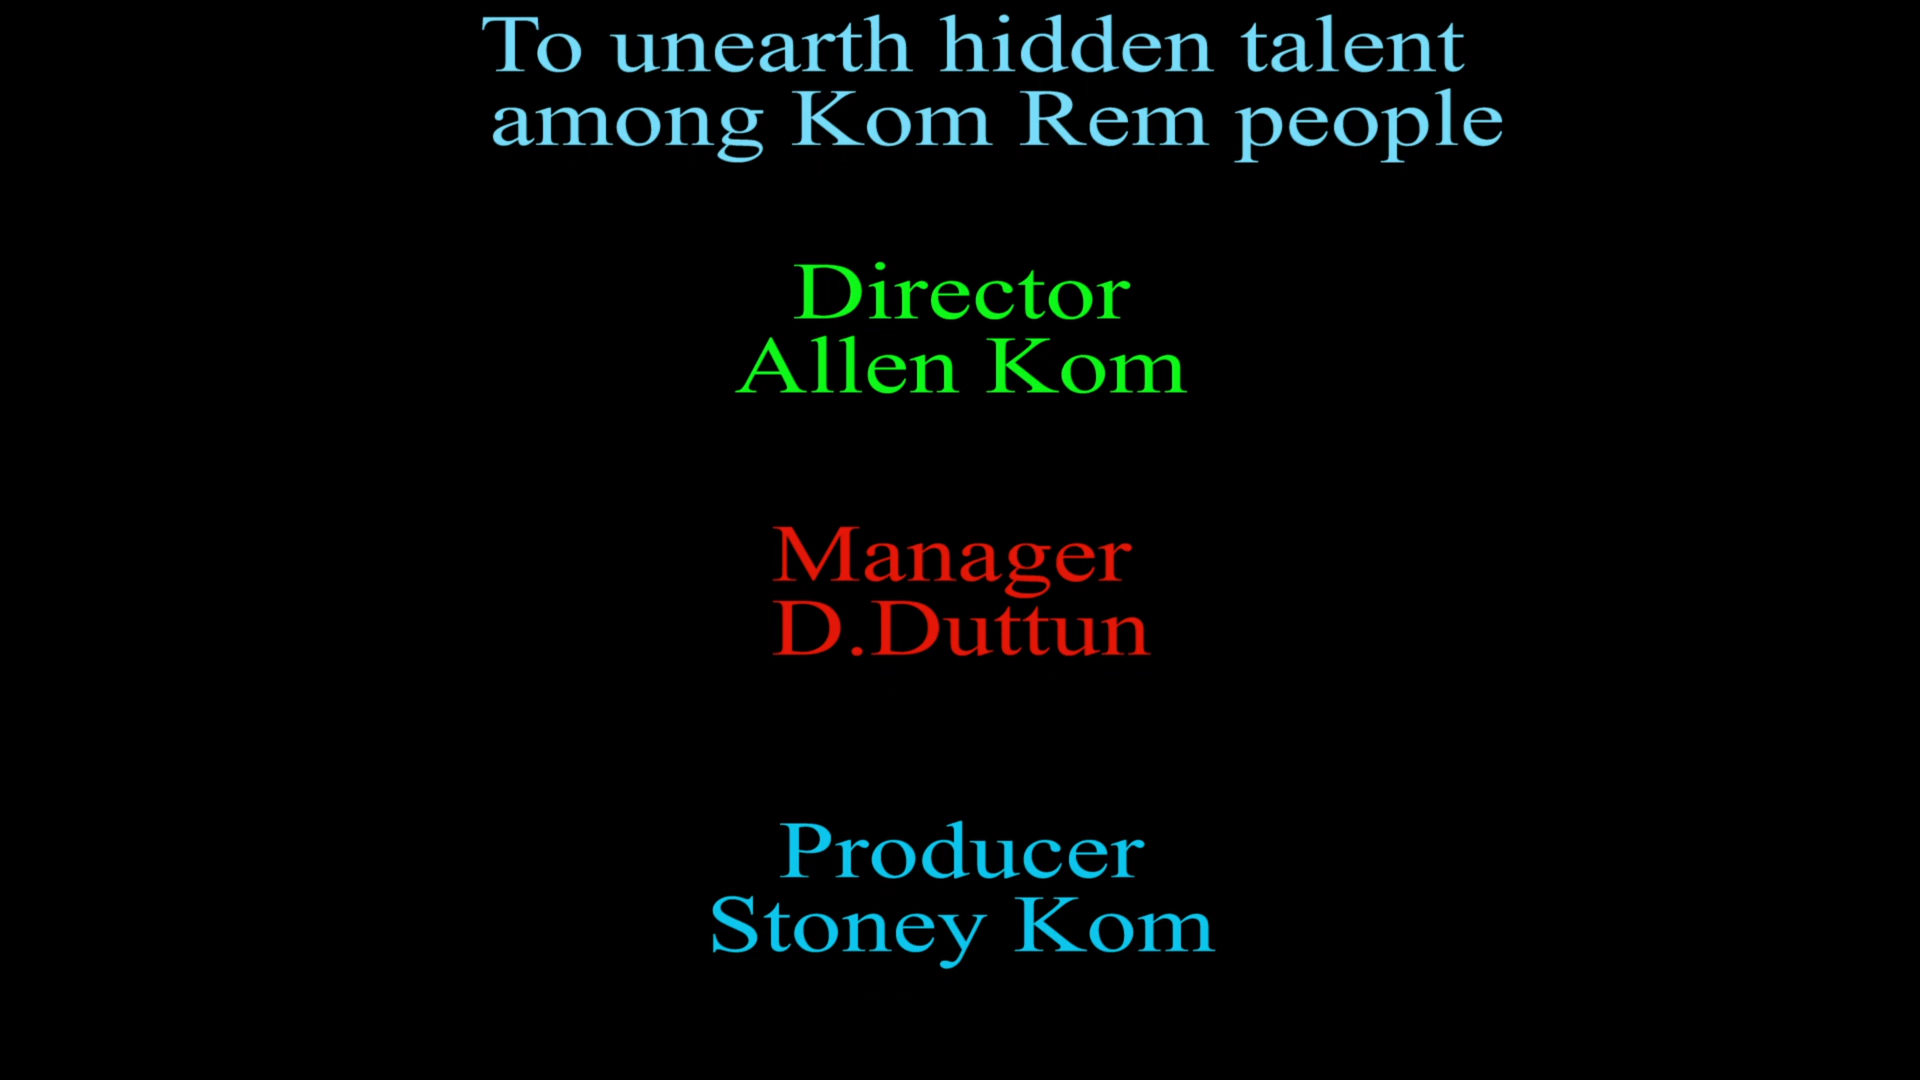 To unearth hidden talent
among Kom Rem people
Director
Allen Kom
Manager
D.Duttun
Producer
Stoney Kom